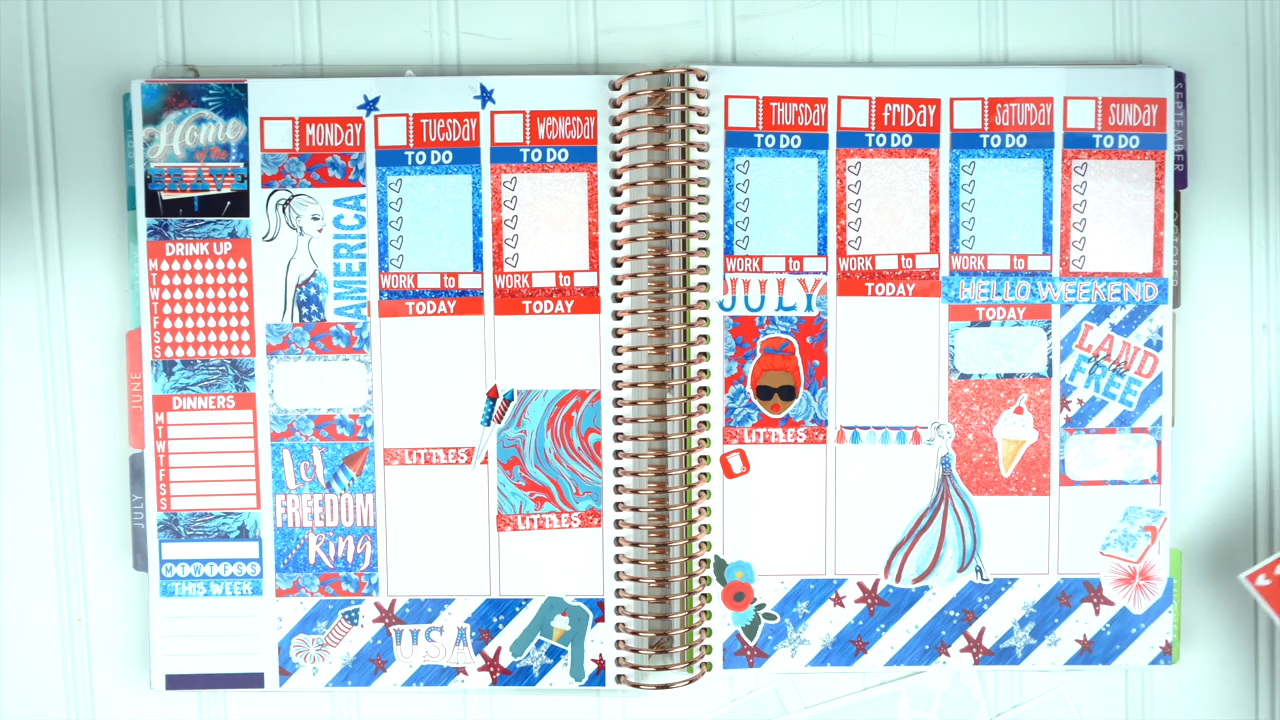 Home
of the
BRAVE
DRINK UP
M
T
W
T
F
S
S
DINNERS
M
T
W
T
F
S
S
MTWTFSS
THIS WEEK
MONDAY
AMERICA
Let
FREEDOM
Ring
TUESDAY
TO DO
WORK to
TODAY
LITTLES
WEDNESDAY
TO DO
WORK to
TODAY
LITTLES
USA
THURSDAY
TO DO
WORK to
JULY
LITTLES
FRIDAY
TO DO
WORK to
TODAY
SATURDAY
TO DO
WORK to
HELLO WEEKEND
TODAY
SUNDAY
TO DO
WORK to
LAND
of the
FREE
JUNE
JULY
SEPTEMBER
OCTOBER